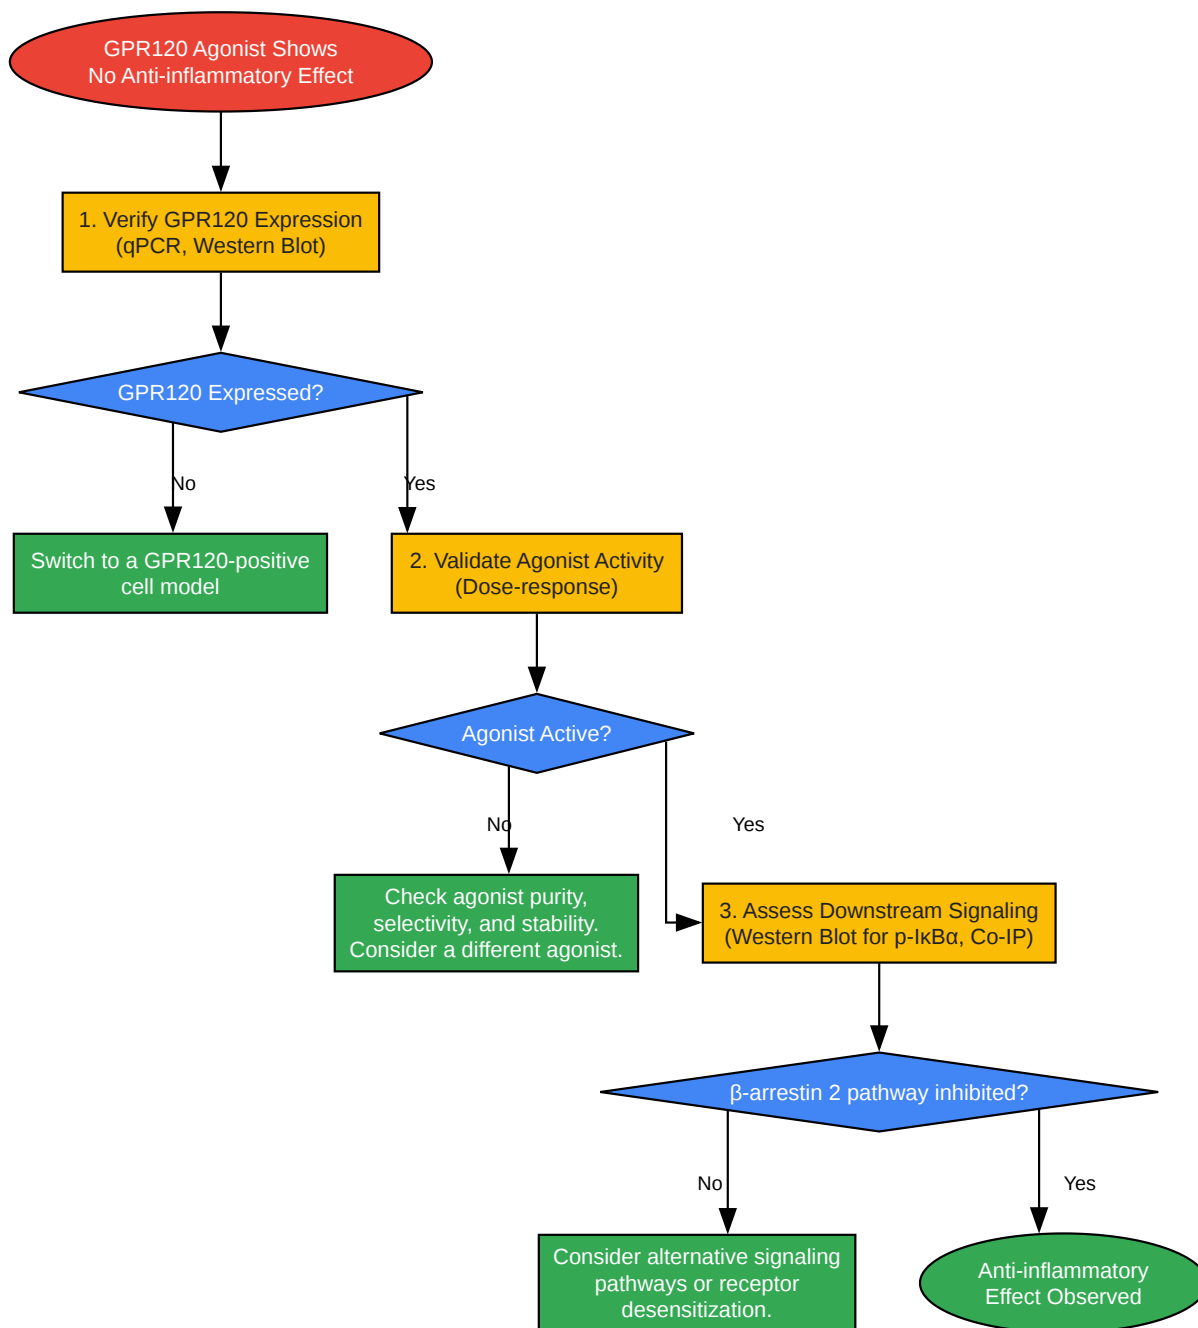 GPR120 Agonist Shows
No Anti-inflammatory Effect
1. Verify GPR120 Expression
(qPCR, Western Blot)
GPR120 Expressed?
No
Yes
Switch to a GPR120-positive
cell model
2. Validate Agonist Activity
(Dose-response)
Agonist Active?
No
Yes
Check agonist purity,
selectivity, and stability.
Consider a different agonist.
3. Assess Downstream Signaling
(Western Blot for p-IκBα, Co-IP)
β-arrestin 2 pathway inhibited?
No
Yes
Consider alternative signaling
pathways or receptor
desensitization.
Anti-inflammatory
Effect Observed